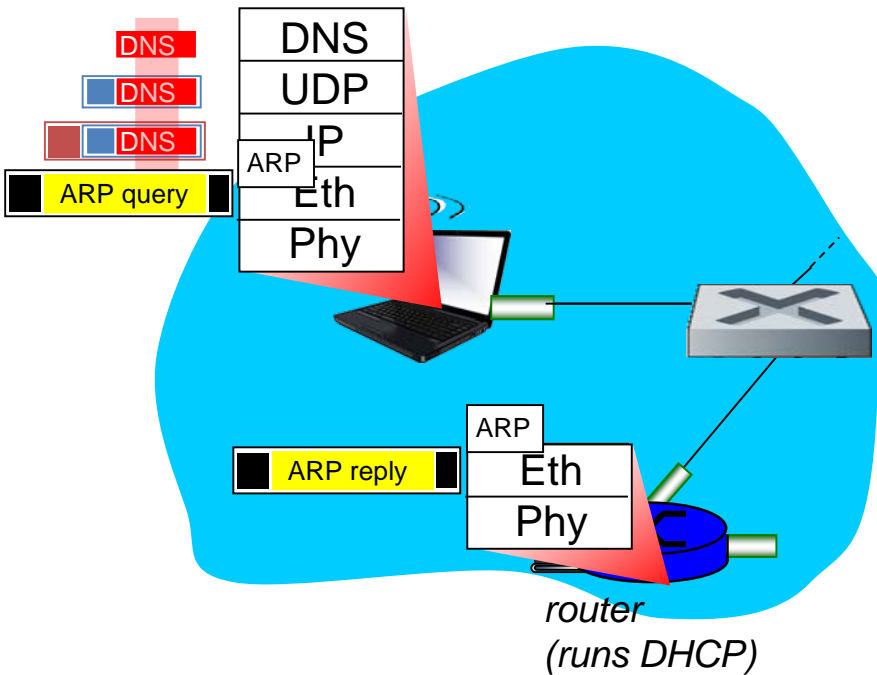 DNS
DNS
DNS
ARP query
DNS
UDP
IP
ARP
Eth
Phy
ARP
ARP reply
Eth
Phy
router
(runs DHCP)